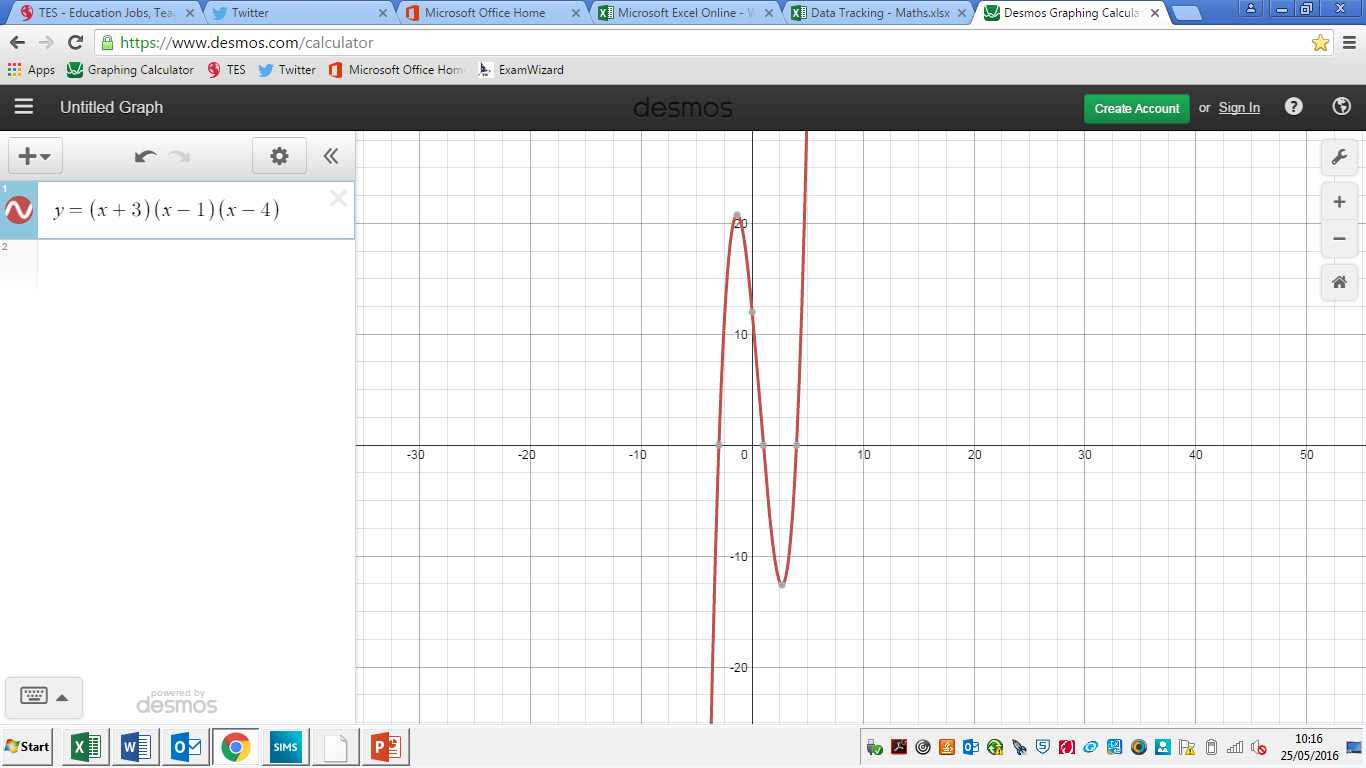 TES - Education Jobs, Teac
Twitter
Microsoft Office Home
Microsoft Excel Online - W
Data Tracking - Maths.xlsx
Desmos Graphing Calcula
https://www.desmos.com/calculator
Apps Graphing Calculator TES Twitter Microsoft Office Hom ExamWizard
Untitled Graph
desmos
Create Account or Sign In ?
1
y = (x + 3)(x − 1)(x − 4)
2
20
10
-30 -20 -10 0 10 20 30 40 50
-10
-20
powered by
desmos
Start
SIMS
10:16
25/05/2016